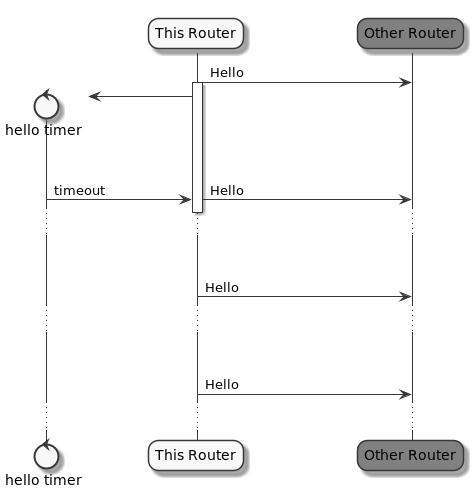 This Router
Other Router
Hello
hello timer
timeout
Hello
Hello
Hello
This Router
Other Router
hello timer